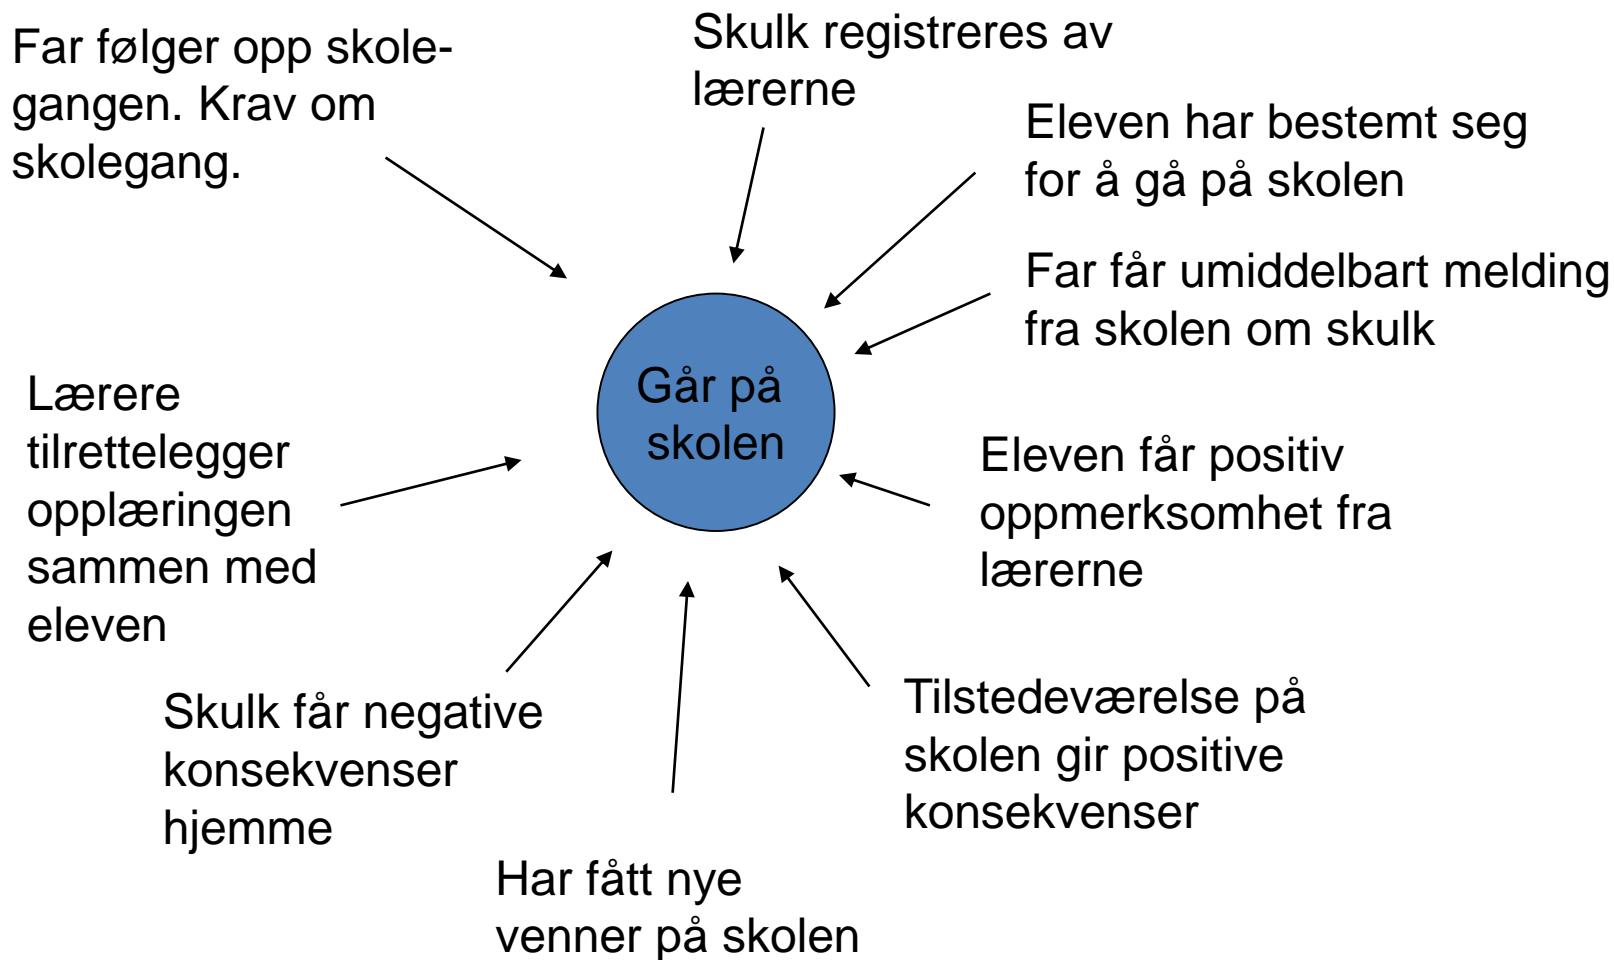 Far følger opp skole-
gangen. Krav om
skolegang.
Skulk registreres av
lærerne
Eleven har bestemt seg
for å gå på skolen
Far får umiddelbart melding
fra skolen om skulk
Går på
skolen
Lærere
tilrettelegger
opplæringen
sammen med
eleven
Eleven får positiv
oppmerksomhet fra
lærerne
Skulk får negative
konsekvenser
hjemme
Tilstedeværelse på
skolen gir positive
konsekvenser
Har fått nye
venner på skolen